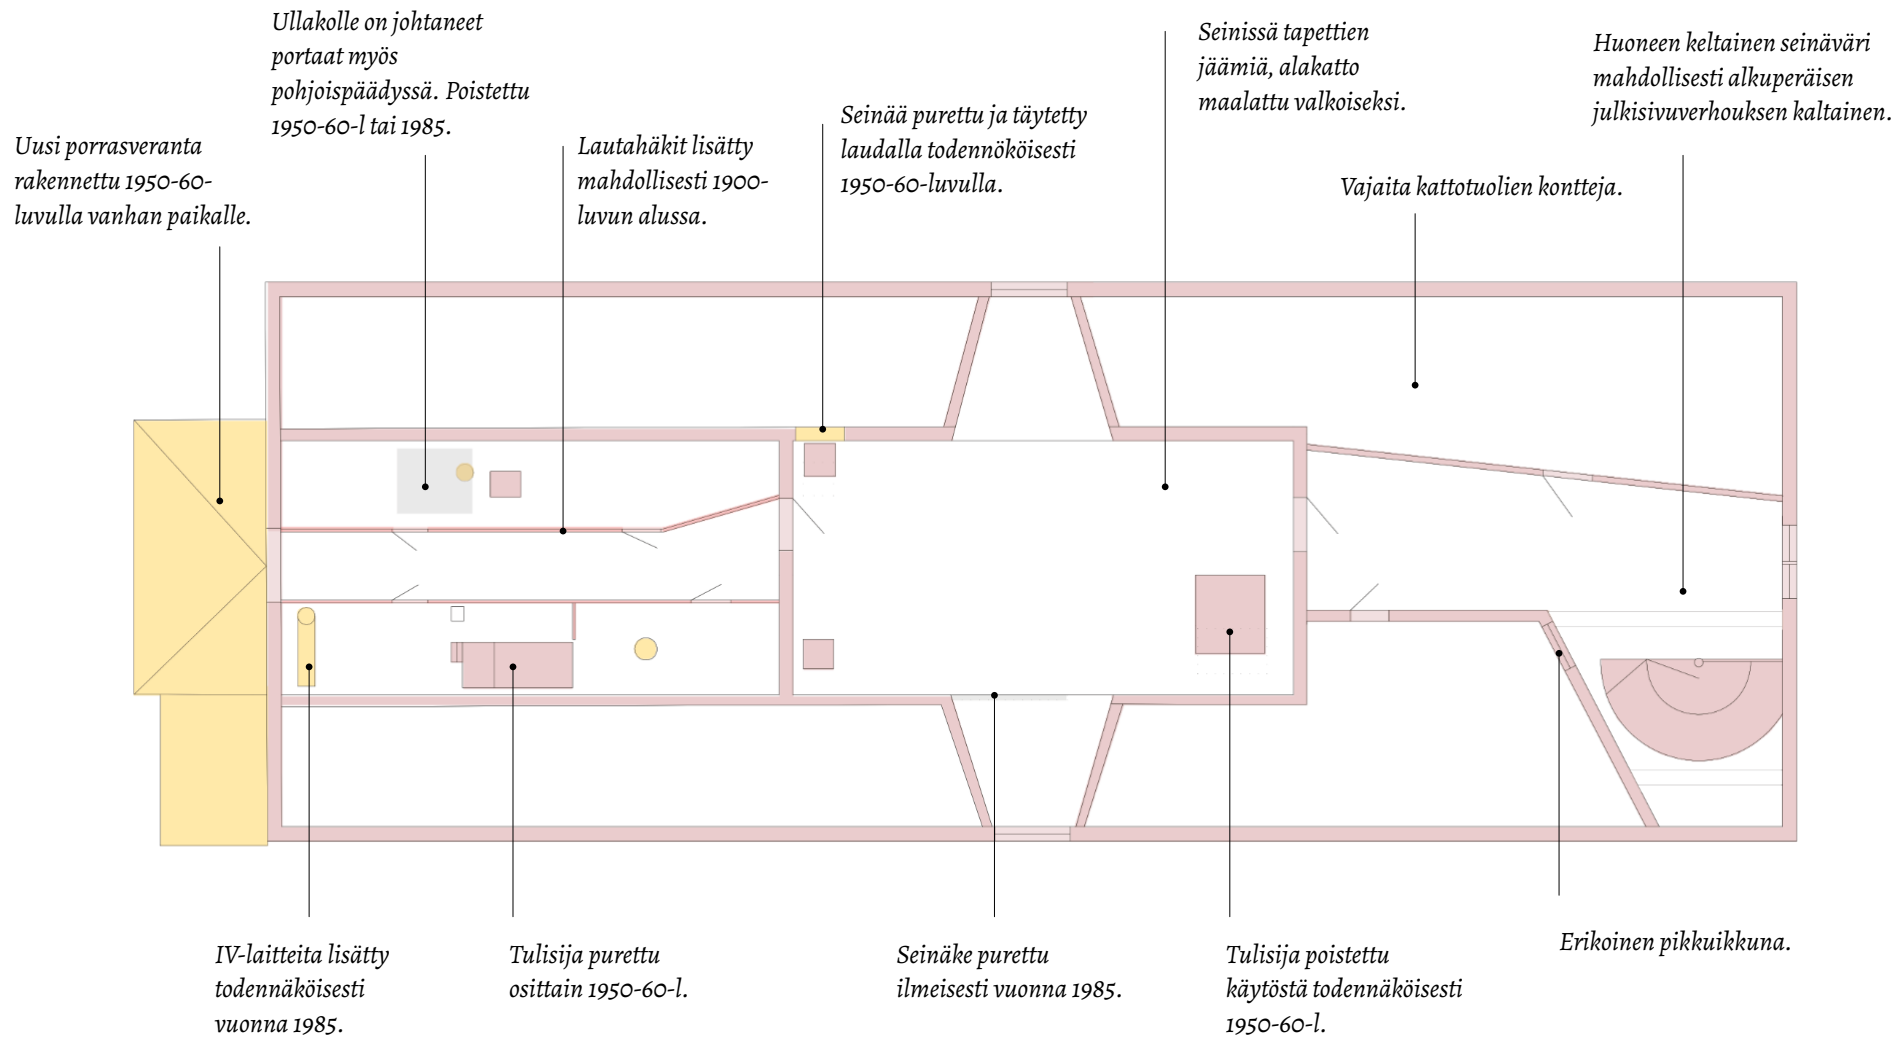 Ullakolle on johtaneet
portaat myös
pohjoispäädyssä. Poistettu
1950-60-l tai 1985.
Seinissä tapettien
jäämiä, alakatto
maalattu valkoiseksi.
Huoneen keltainen seinäväri
mahdollisesti alkuperäisen
julkisivuverhouksen kaltainen.
Uusi porrasveranta
rakennettu 1950-60-
luvulla vanhan paikalle.
Lautahäkit lisätty
mahdollisesti 1900-
luvun alussa.
Seinää purettu ja täytetty
laudalla todennököisesti
1950-60-luvulla.
Vajaita kattotuolien kontteja.
IV-laitteita lisätty
todennäköisesti
vuonna 1985.
Tulisija purettu
osittain 1950-60-l.
Seinäke purettu
ilmeisesti vuonna 1985.
Tulisija poistettu
käytöstä todennäköisesti
1950-60-l.
Erikoinen pikkuikkuna.